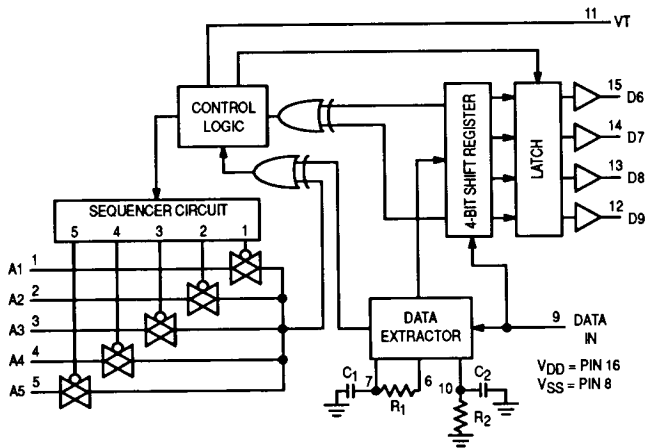 11 VT
CONTROL
LOGIC
4-BIT SHIFT REGISTER
LATCH
15 D6
14 D7
13 D8
12 D9
SEQUENCER CIRCUIT
5 4 3 2 1
A1 1
A2 2
A3 3
A4 4
A5 5
DATA
EXTRACTOR
9 DATA
IN
C1 7 6 10 C2
R1
R2
VDD = PIN 16
VSS = PIN 8